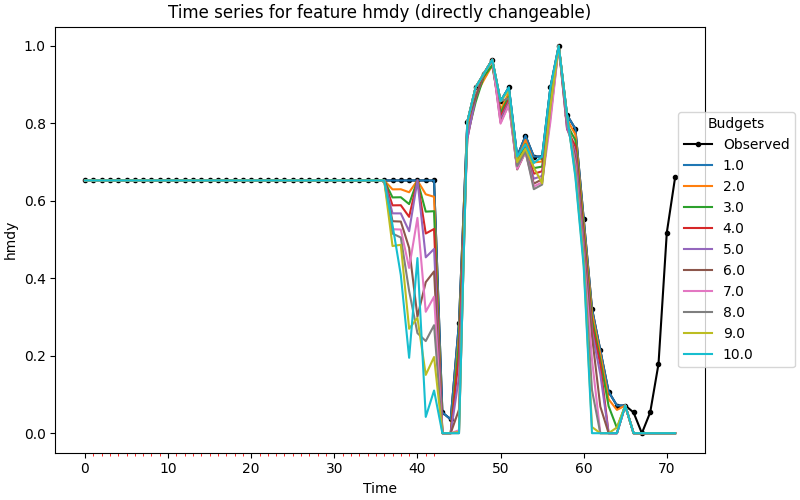 Time series for feature hmdy (directly changeable)
hmdy
1.0
0.8
0.6
0.4
0.2
0.0
0 10 20 30 40 50 60 70
Time
Budgets
Observed
1.0
2.0
3.0
4.0
5.0
6.0
7.0
8.0
9.0
10.0